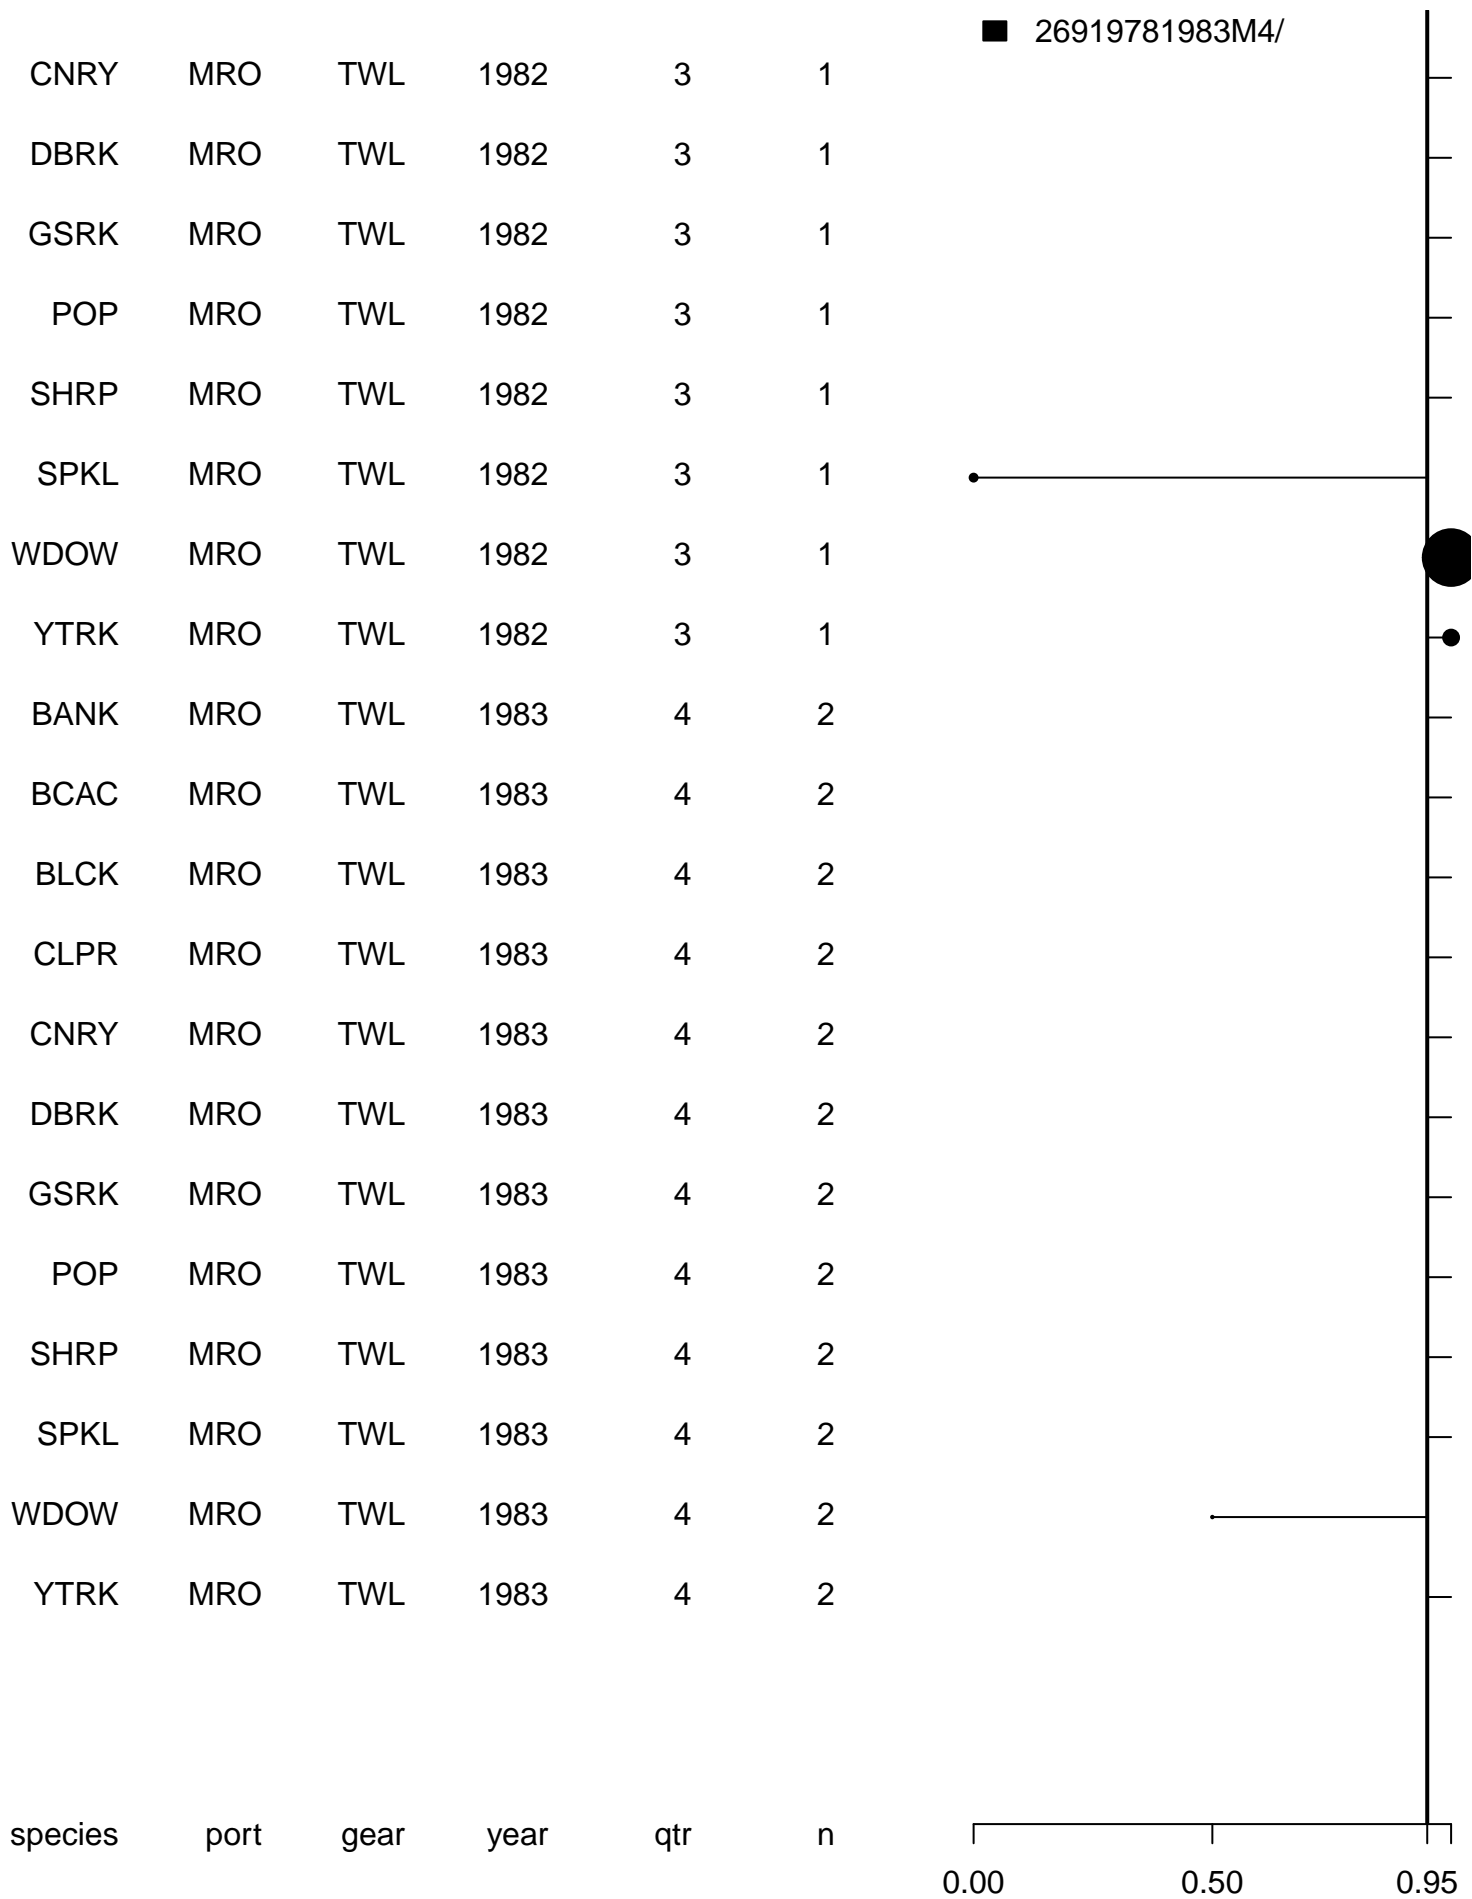 26919781983M4/
CNRY MRO TWL 1982 3 1
DBRK MRO TWL 1982 3 1
GSRK MRO TWL 1982 3 1
POP MRO TWL 1982 3 1
SHRP MRO TWL 1982 3 1
SPKL MRO TWL 1982 3 1
WDOW MRO TWL 1982 3 1
YTRK MRO TWL 1982 3 1
BANK MRO TWL 1983 4 2
BCAC MRO TWL 1983 4 2
BLCK MRO TWL 1983 4 2
CLPR MRO TWL 1983 4 2
CNRY MRO TWL 1983 4 2
DBRK MRO TWL 1983 4 2
GSRK MRO TWL 1983 4 2
POP MRO TWL 1983 4 2
SHRP MRO TWL 1983 4 2
SPKL MRO TWL 1983 4 2
WDOW MRO TWL 1983 4 2
YTRK MRO TWL 1983 4 2
species port gear year qtr n
0.00 0.50 0.95